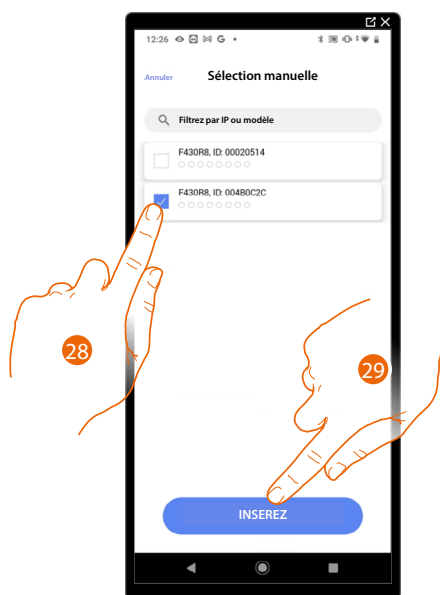 12:26
Annuler Sélection manuelle
Filtrez par IP ou modèle
F430R8, ID: 00020514
F430R8, ID: 004B0C2C
28
29
INSEREZ